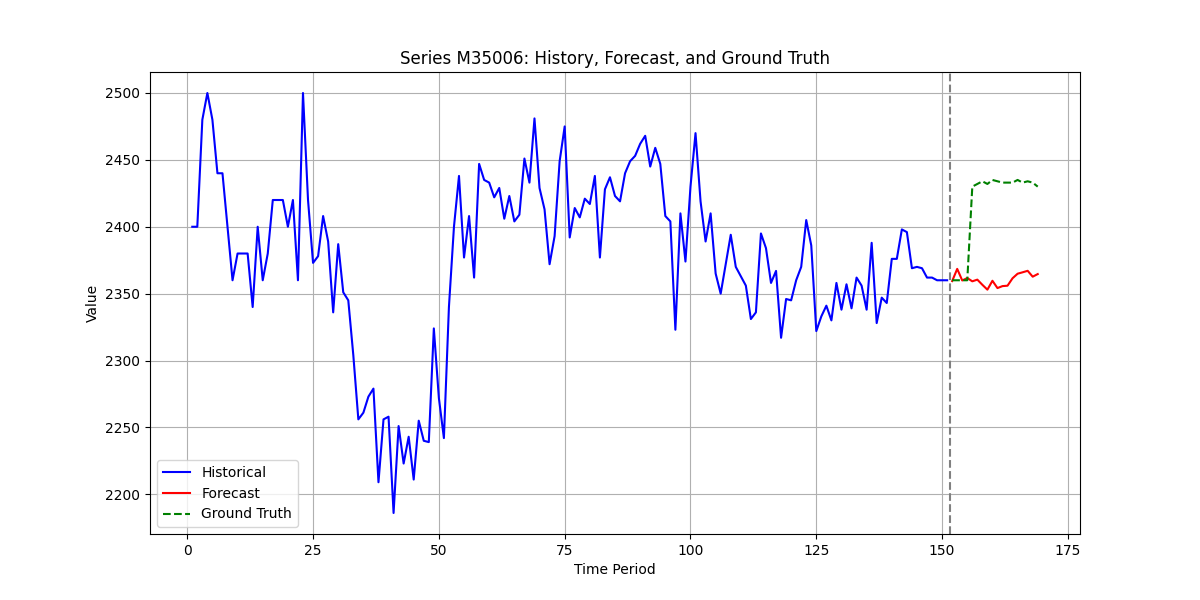 Series M35006: History, Forecast, and Ground Truth
Value
2500
2450
2400
2350
2300
2250
2200
Historical
Forecast
Ground Truth
0 25 50 75 100 125 150 175
Time Period